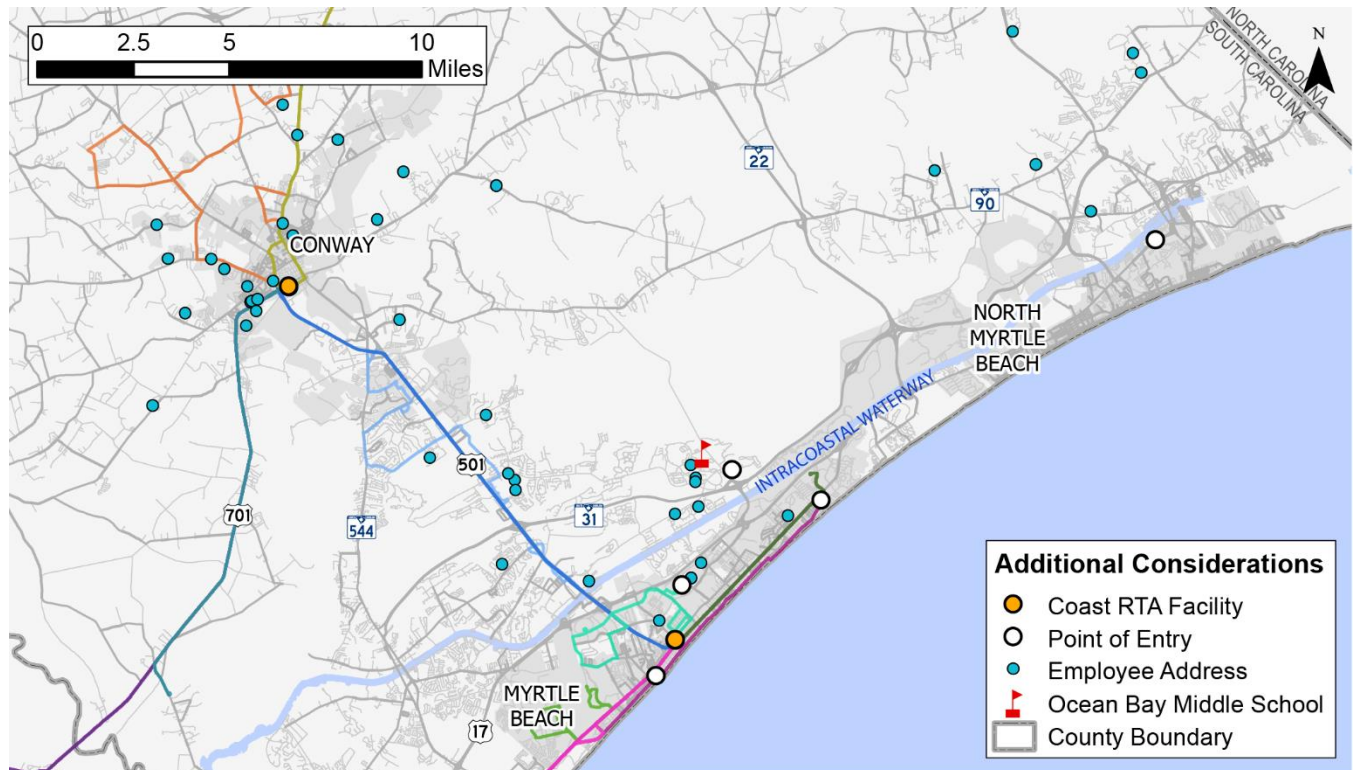 0 2.5 5 10
Miles
N
NORTH CAROLINA
SOUTH CAROLINA
22
90
CONWAY
NORTH
MYRTLE
BEACH
INTRACOASTAL WATERWAY
501
701
544
31
MYRTLE
BEACH
17
Additional Considerations
Coast RTA Facility
Point of Entry
Employee Address
Ocean Bay Middle School
County Boundary